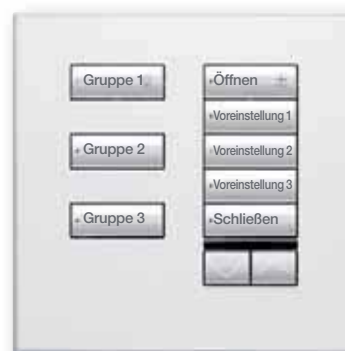 Gruppe 1
Gruppe 2
Gruppe 3
Öffnen
Voreinstellung 1
Voreinstellung 2
Voreinstellung 3
Schließen